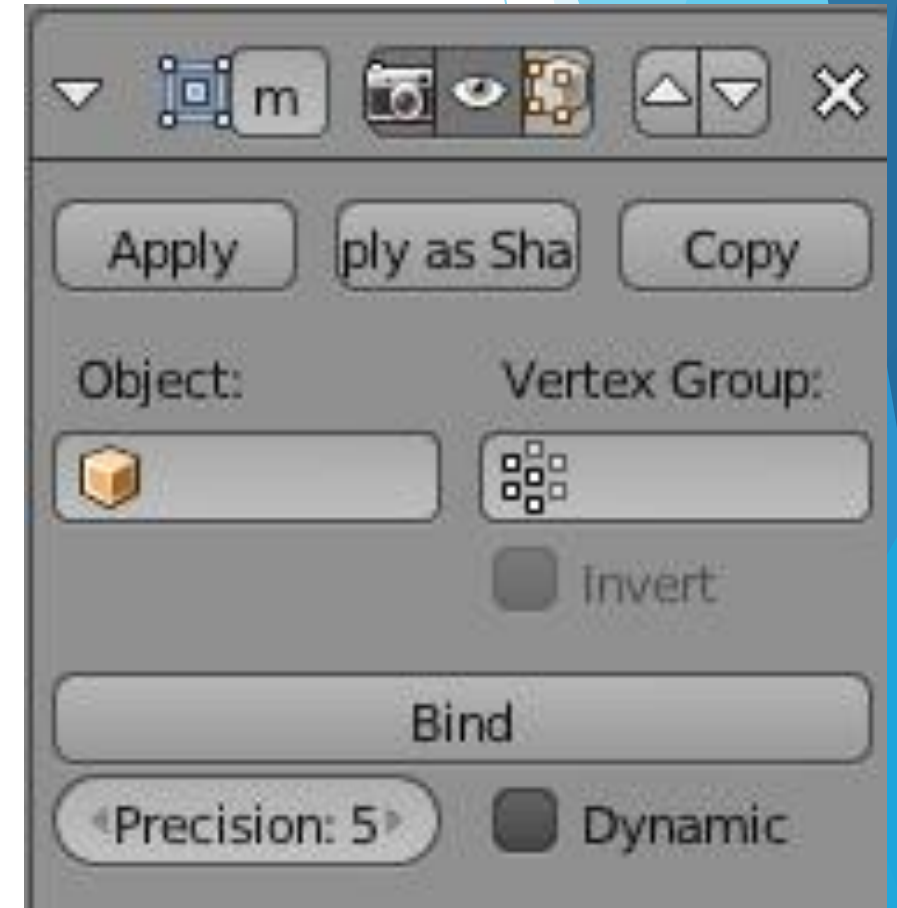 m
Apply
ply as Sha
Copy
Object:
Vertex Group:
Invert
Bind
Precision: 5
Dynamic